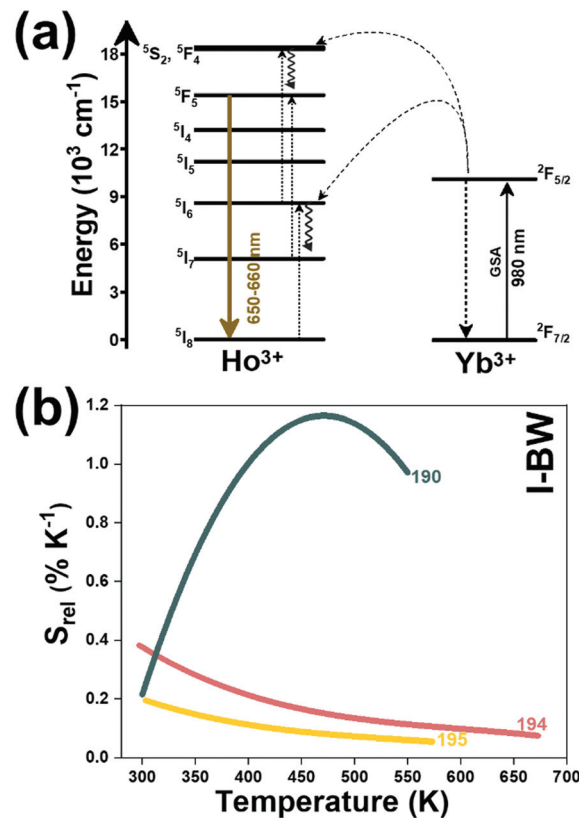 (a)
Energy (10³ cm⁻¹)
18
15
12
9
6
3
0
⁵S₂, ⁵F₄
⁵F₅
⁵I₄
⁵I₅
⁵I₆
⁵I₇
⁵I₈
650-660 nm
Ho³⁺
²F₅/₂
GSA
980 nm
²F₇/₂
Yb³⁺
(b)
I-BW
Sᵣₑₗ (% K⁻¹)
1.2
1.0
0.8
0.6
0.4
0.2
0.0
190
194
195
300 350 400 450 500 550 600 650 700
Temperature (K)